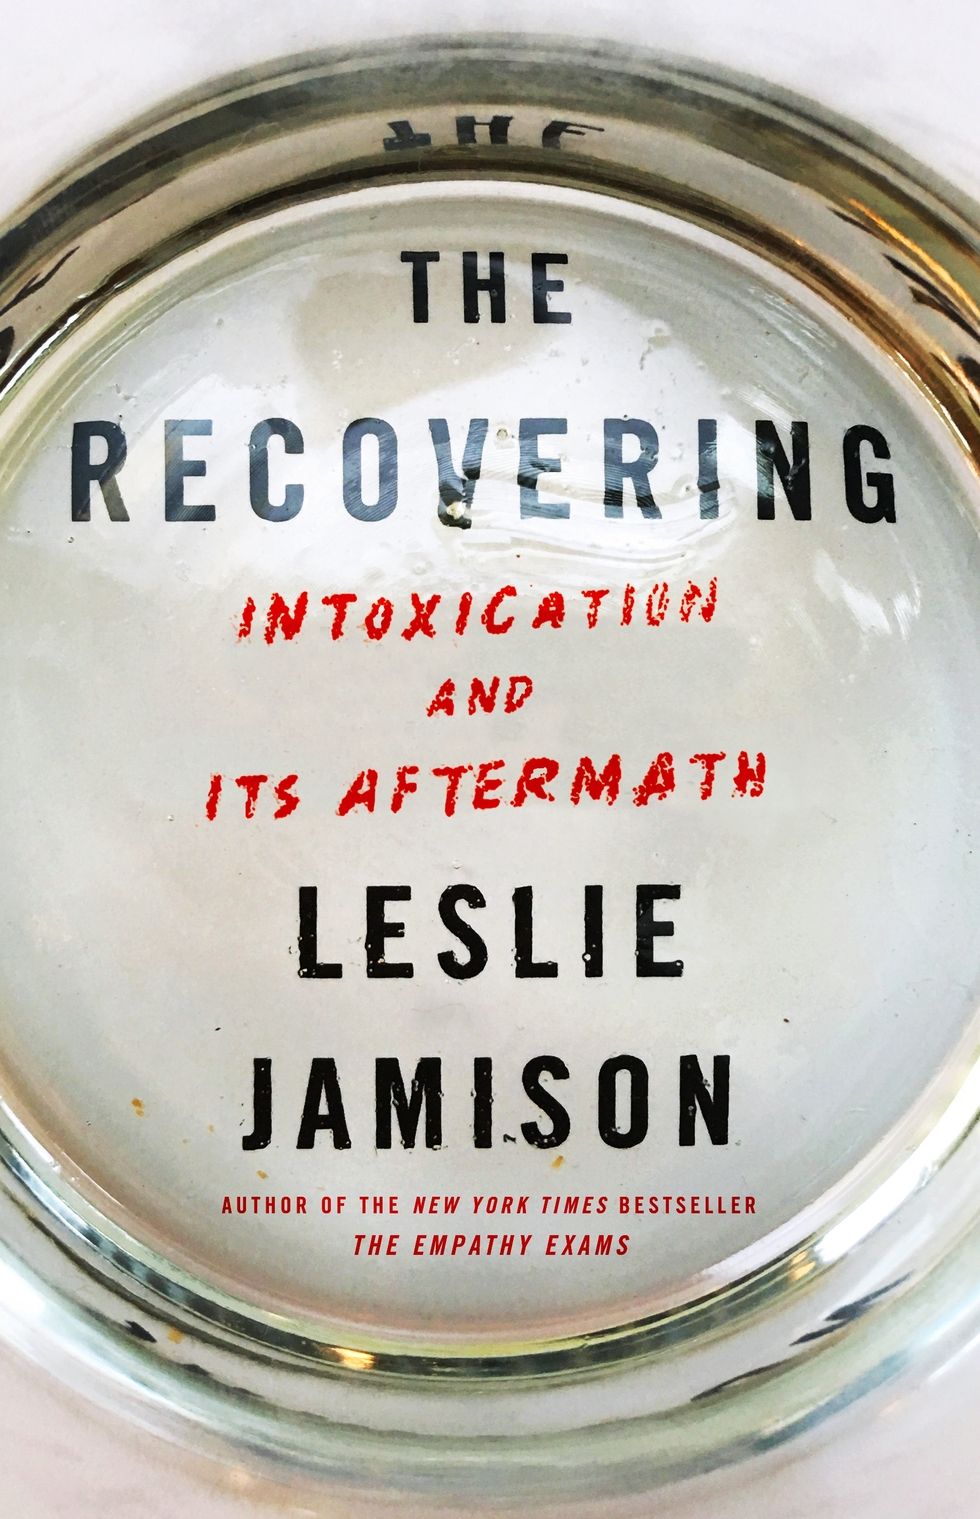 THE
RECOVERING
INTOXICATION
AND
ITS AFTERMATH
LESLIE
JAMISON
AUTHOR OF THE NEW YORK TIMES BESTSELLER
THE EMPATHY EXAMS